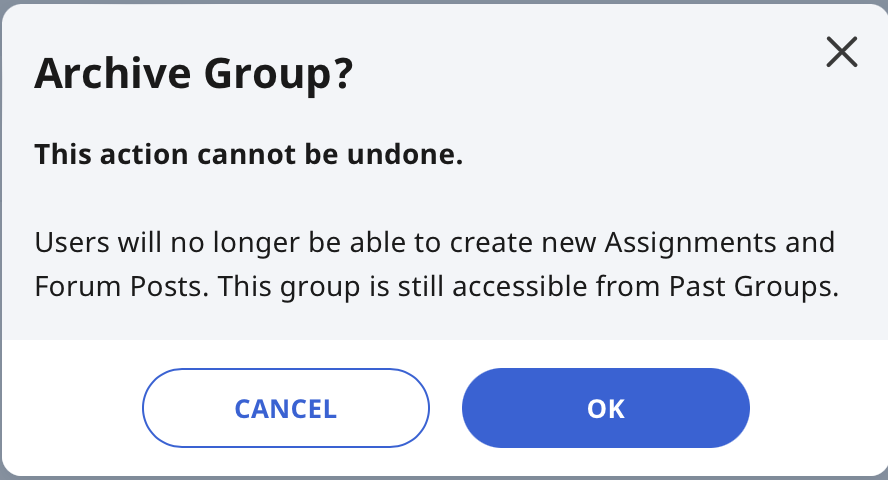 Archive Group?
This action cannot be undone.
Users will no longer be able to create new Assignments and
Forum Posts. This group is still accessible from Past Groups.
CANCEL
OK